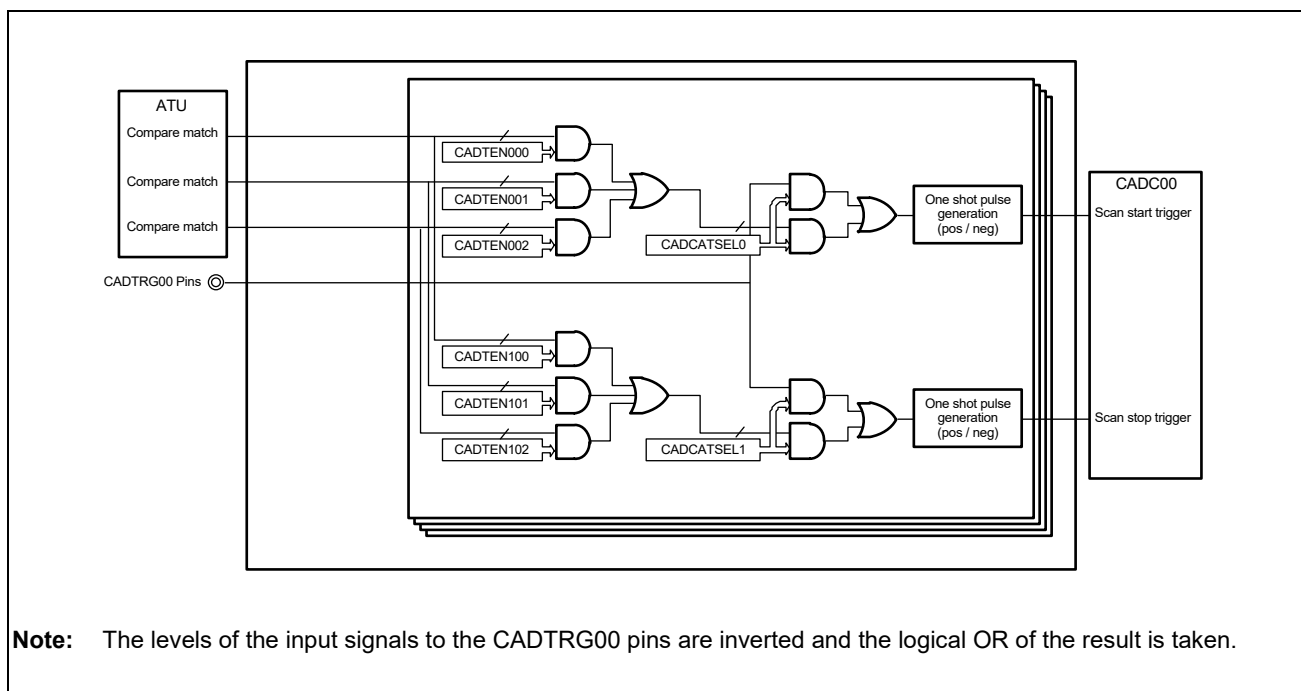 ATU
Compare match
Compare match
Compare match
CADTRG00 Pins
CADTEN000
CADTEN001
CADTEN002
CADCATSEL0
One shot pulse
generation
(pos / neg)
CADC00
Scan start trigger
CADTEN100
CADTEN101
CADTEN102
CADCATSEL1
One shot pulse
generation
(pos / neg)
Scan stop trigger
Note: The levels of the input signals to the CADTRG00 pins are inverted and the logical OR of the result is taken.